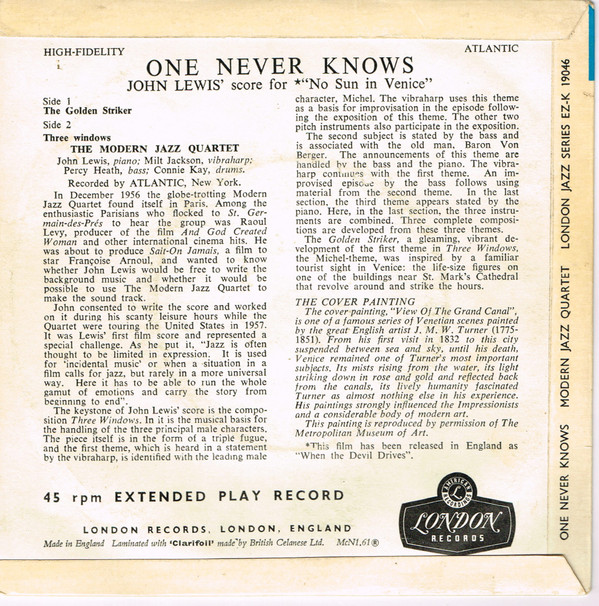 HIGH-FIDELITY
ATLANTIC
ONE NEVER KNOWS
JOHN LEWIS' score for *"No Sun in Venice"
Side 1
The Golden Striker
Side 2
Three windows
THE MODERN JAZZ QUARTET
John Lewis, piano; Milt Jackson, vibraharp;
Percy Heath, bass; Connie Kay, drums.
Recorded by ATLANTIC, New York.
In December 1956 the globe-trotting Modern
Jazz Quartet found itself in Paris. Among the
enthusiastic Parisians who flocked to St. Ger-
main-des-Prés to hear the group was Raoul
Levy, producer of the film And God Created
Woman and other international cinema hits. He
was about to produce Sait-On Jamais, a film to
star Françoise Arnoul, and wanted to know
whether John Lewis would be free to write the
background music and whether it would be
possible to use The Modern Jazz Quartet to
make the sound track.
John consented to write the score and worked
on it during his scanty leisure hours while the
Quartet were touring the United States in 1957.
It was Lewis' first film score and represented a
special challenge. As he put it, "Jazz is often
thought to be limited in expression. It is used
for 'incidental music' or when a situation in a
film calls for jazz, but rarely in a more universal
way. Here it has to be able to run the whole
gamut of emotions and carry the story from
beginning to end".
The keystone of John Lewis' score is the compo-
sition Three Windows. In it is the musical basis for
the handling of the three principal male characters.
The piece itself is in the form of a triple fugue,
and the first theme, which is heard in a statement
by the vibraharp, is identified with the leading male
character, Michel. The vibraharp uses this theme
as a basis for improvisation in the episode follow-
ing the exposition of this theme. The other two
pitch instruments also participate in the exposition.
The second subject is stated by the bass and
is associated with the old man, Baron Von
Berger. The announcements of this theme are
handled by the bass and the piano. The vibra-
harp continues with the first theme. An im-
provised episode by the bass follows using
material from the second theme. In the last
section, the third theme appears stated by the
piano. Here, in the last section, the three instru-
ments are combined. Three complete composi-
tions are developed from these three themes.
The Golden Striker, a gleaming, vibrant de-
velopment of the first theme in Three Windows,
the Michel-theme, was inspired by a familiar
tourist sight in Venice: the life-size figures on
one of the buildings near St. Mark's Cathedral
that revolve around and strike the hours.
THE COVER PAINTING
The cover-painting, "View Of The Grand Canal",
is one of a famous series of Venetian scenes painted
by the great English artist J. M. W. Turner (1775-
1851). From his first visit in 1832 to this city
suspended between sea and sky, until his death,
Venice remained one of Turner's most important
subjects. Its mists rising from the water, its light
striking down in rose and gold and reflected back
from the canals, its lively humanity fascinated
Turner as almost nothing else in his experience.
His paintings strongly influenced the Impressionists
and a considerable body of modern art.
This painting is reproduced by permission of The
Metropolitan Museum of Art.
*This film has been released in England as
"When the Devil Drives".
45 rpm EXTENDED PLAY RECORD
LONDON RECORDS, LONDON, ENGLAND
Made in England Laminated with 'Clarifoil' made by British Celanese Ltd. McN1.61 ®
AMERICAN
L
RECORDINGS
LONDON
RECORDS
ONE NEVER KNOWS MODERN JAZZ QUARTET LONDON JAZZ SERIES EZ-K 19046